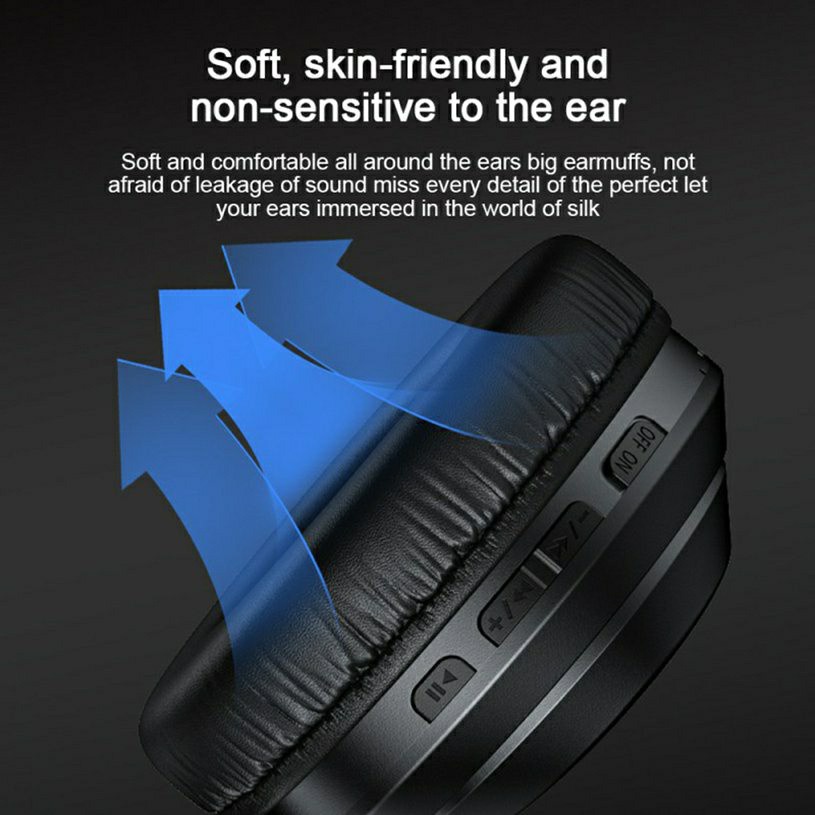 Soft, skin-friendly and
non-sensitive to the ear
Soft and comfortable all around the ears big earmuffs, not
afraid of leakage of sound miss every detail of the perfect let
your ears immersed in the world of silk
OFF ON